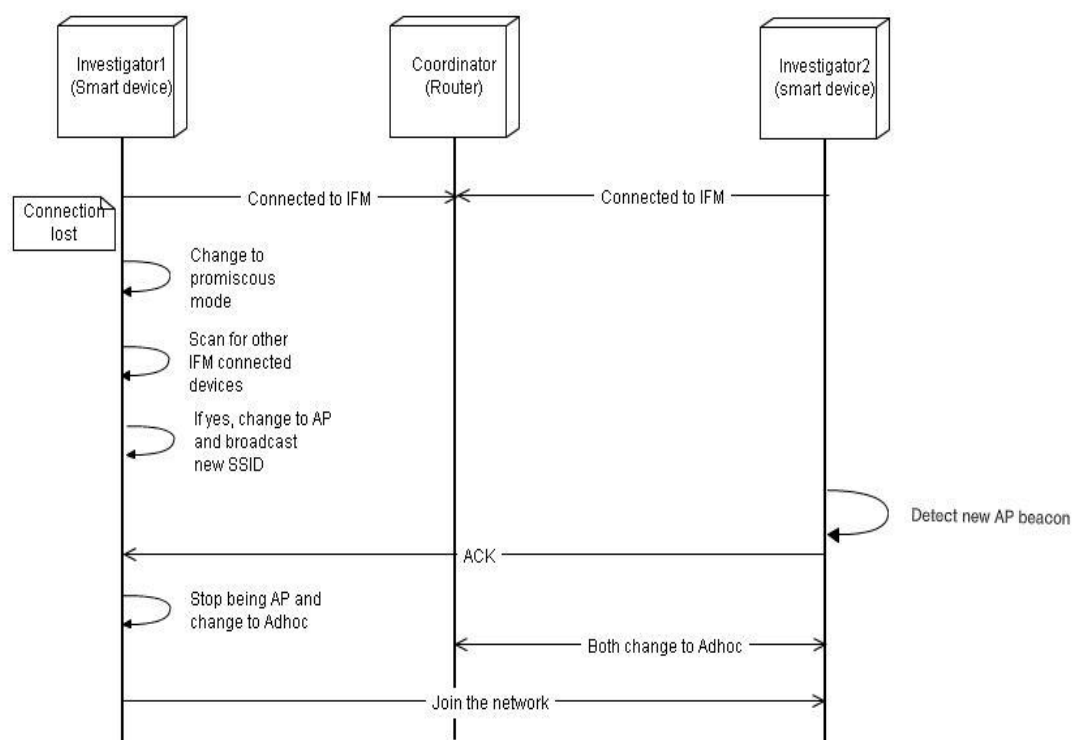 Investigator1
(Smart device)
Coordinator
(Router)
Investigator2
(smart device)
Connected to IFM
Connected to IFM
Connection
lost
Change to
promiscous
mode
Scan for other
IFM connected
devices
If yes, change to AP
and broadcast
new SSID
Detect new AP beacon
ACK
Stop being AP and
change to Adhoc
Both change to Adhoc
Join the network